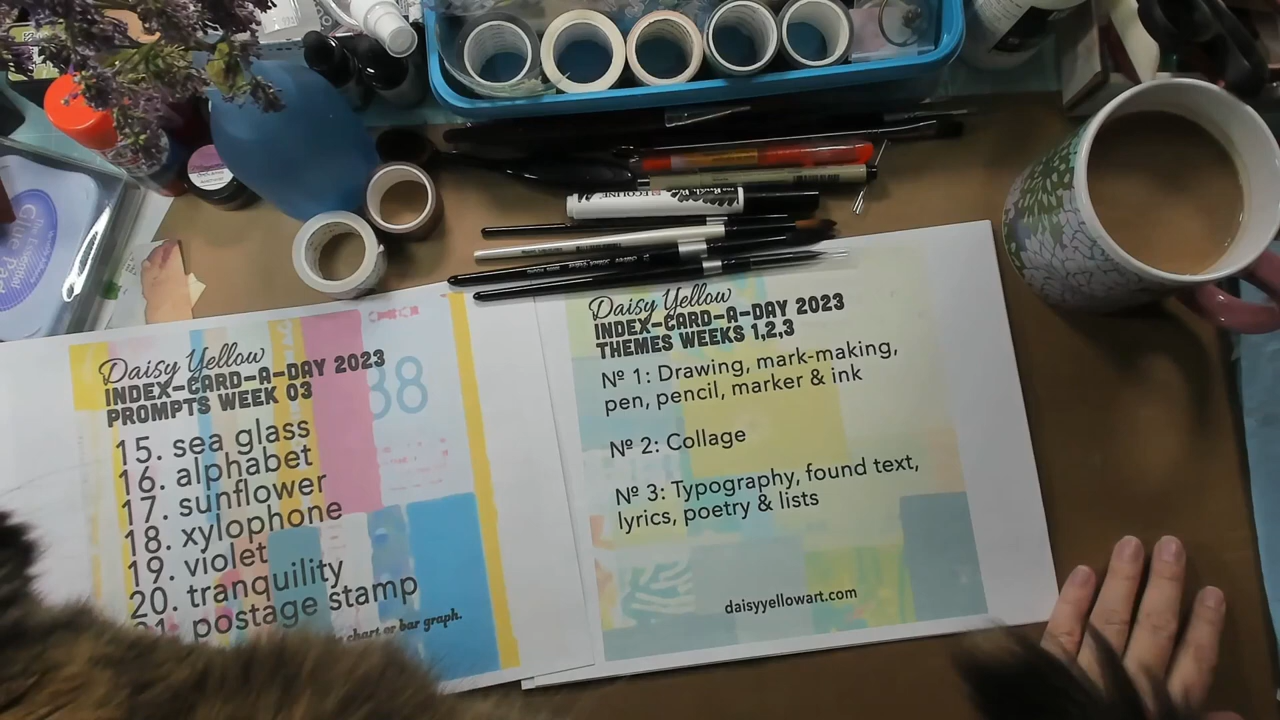 Daisy Yellow
INDEX-CARD-A-DAY 2023
PROMPTS WEEK 03
38
15. sea glass
16. alphabet
17. sunflower
18. xylophone
19. violet
20. tranquility
21. postage stamp
chart or bar graph.
Daisy Yellow
INDEX-CARD-A-DAY 2023
THEMES WEEKS 1,2,3
Nº 1: Drawing, mark-making,
pen, pencil, marker & ink
Nº 2: Collage
Nº 3: Typography, found text,
lyrics, poetry & lists
daisyyellowart.com
ECOLINE